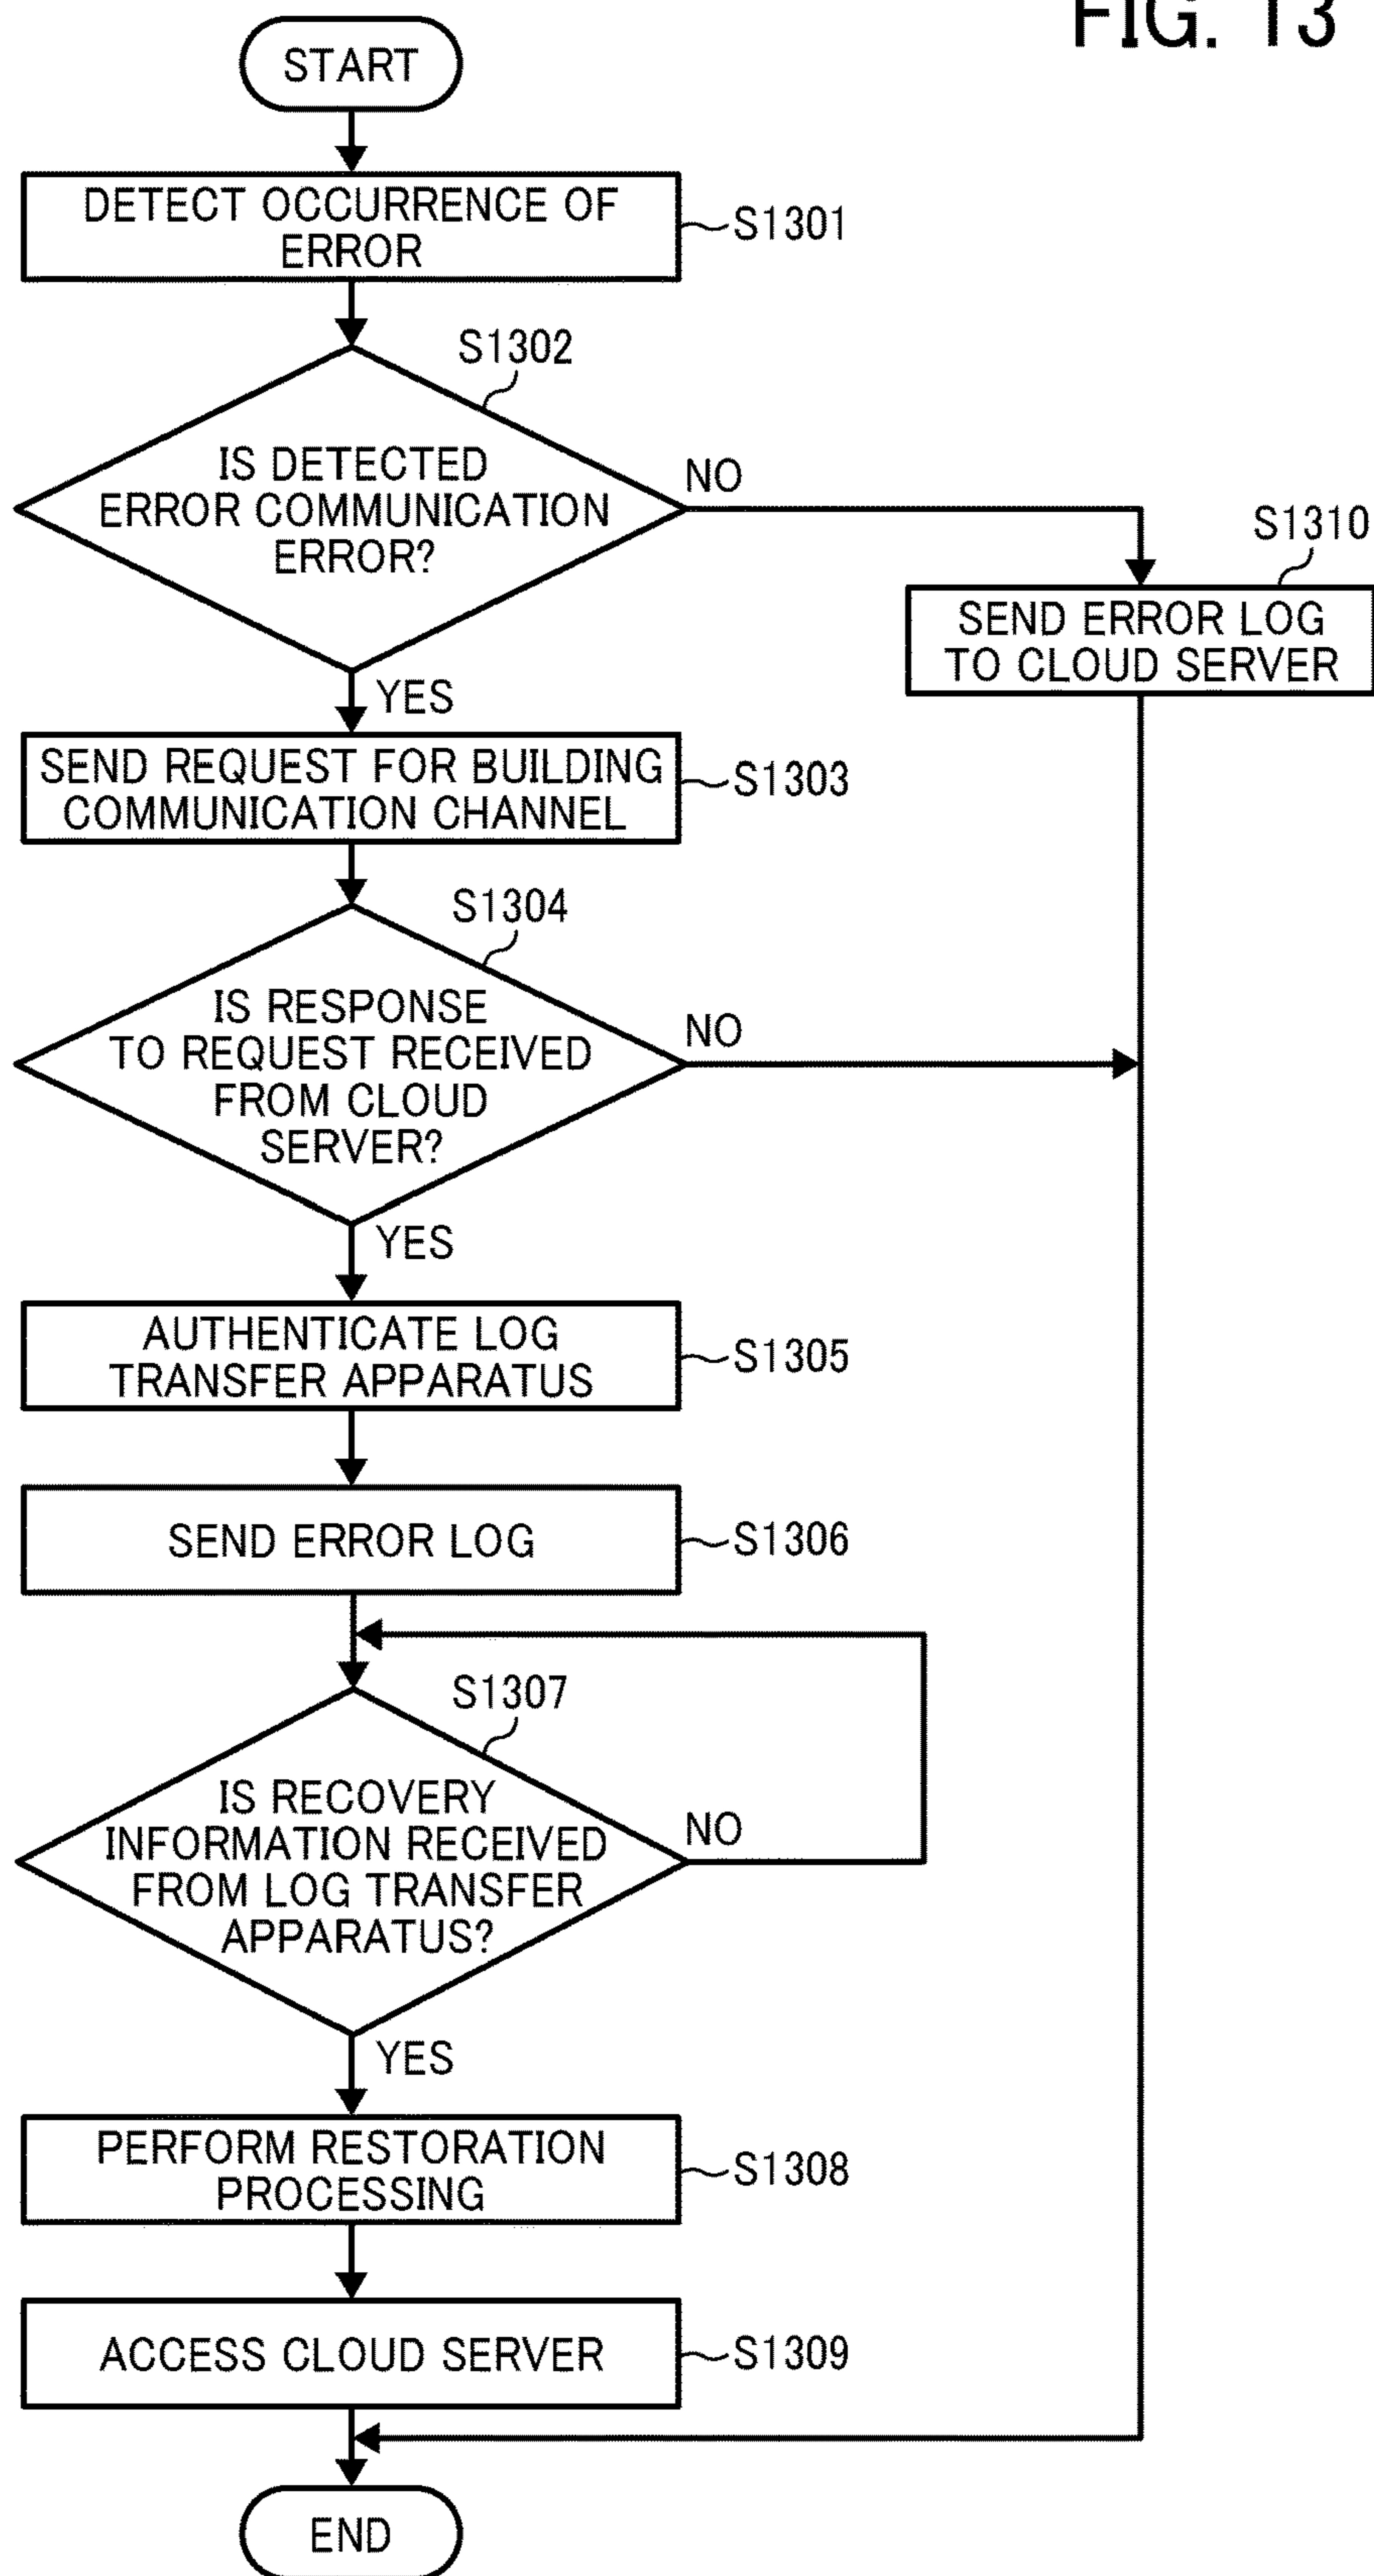 FIG. 13
START
DETECT OCCURRENCE OF
ERROR
S1301
S1302
IS DETECTED
ERROR COMMUNICATION
ERROR?
NO
S1310
SEND ERROR LOG
TO CLOUD SERVER
YES
SEND REQUEST FOR BUILDING
COMMUNICATION CHANNEL
S1303
S1304
IS RESPONSE
TO REQUEST RECEIVED
FROM CLOUD
SERVER?
NO
YES
AUTHENTICATE LOG
TRANSFER APPARATUS
S1305
SEND ERROR LOG
S1306
S1307
IS RECOVERY
INFORMATION RECEIVED
FROM LOG TRANSFER
APPARATUS?
NO
YES
PERFORM RESTORATION
PROCESSING
S1308
ACCESS CLOUD SERVER
S1309
END